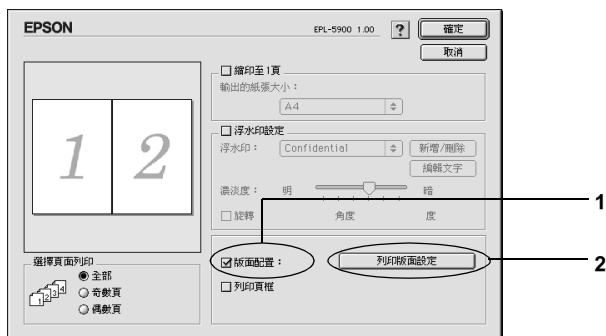 EPSON
EPL-5900 1.00
?
確定
取消
縮印至1頁
輸出的紙張大小：
A4
浮水印設定
浮水印：
Confidential
新增/刪除
編輯文字
濃淡度：
明
暗
旋轉
角度
度
1 2
選擇頁面列印
1 2 3 4
全部
奇數頁
偶數頁
版面配置：
列印版面設定
列印頁框
1
2